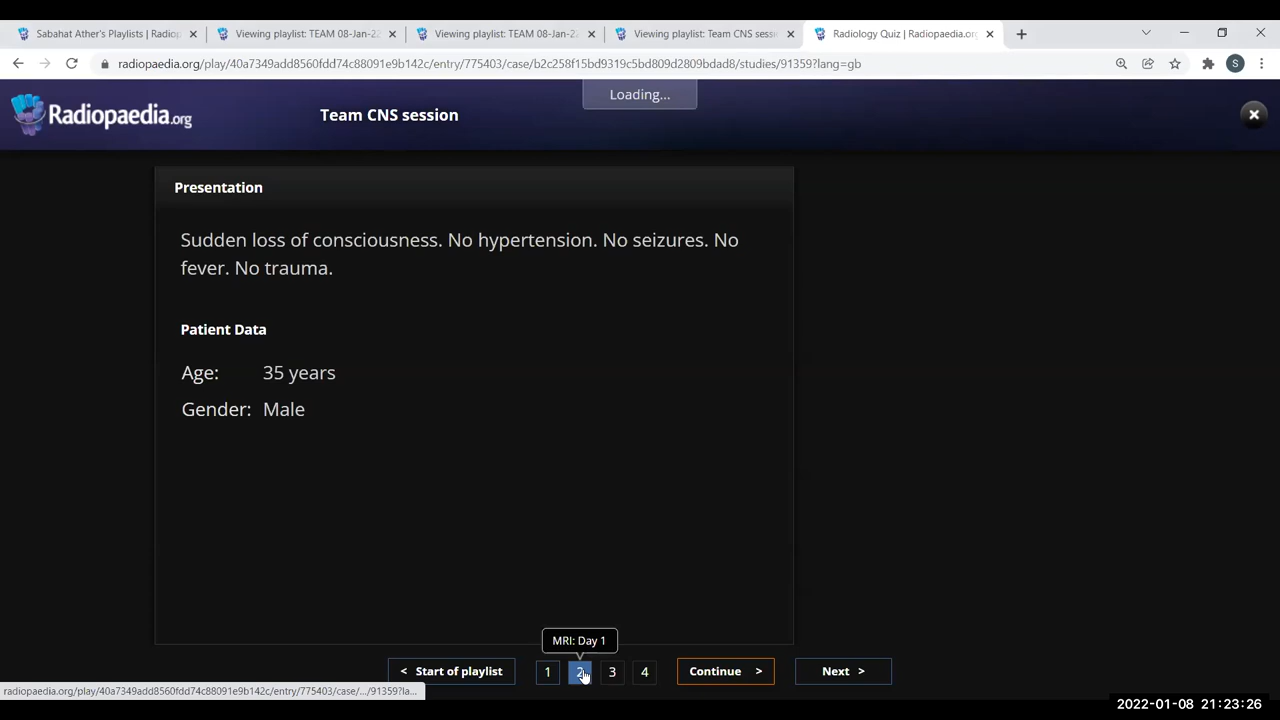 Sabahat Ather's Playlists | Radiop
Viewing playlist: TEAM 08-Jan-22
Viewing playlist: TEAM 08-Jan-22
Viewing playlist: Team CNS sessi
Radiology Quiz | Radiopaedia.org
radiopaedia.org/play/40a7349add8560fdd74c88091e9b142c/entry/775403/case/b2c258f15bd9319c5bd809d2809bdad8/studies/91359?lang=gb
S
Loading...
Radiopaedia.org
Team CNS session
Presentation
Sudden loss of consciousness. No hypertension. No seizures. No
fever. No trauma.
Patient Data
Age: 35 years
Gender: Male
MRI: Day 1
< Start of playlist 1 2 3 4 Continue > Next >
radiopaedia.org/play/40a7349add8560fdd74c88091e9b142c/entry/775403/case/.../91359?la...
2022-01-08 21:23:26